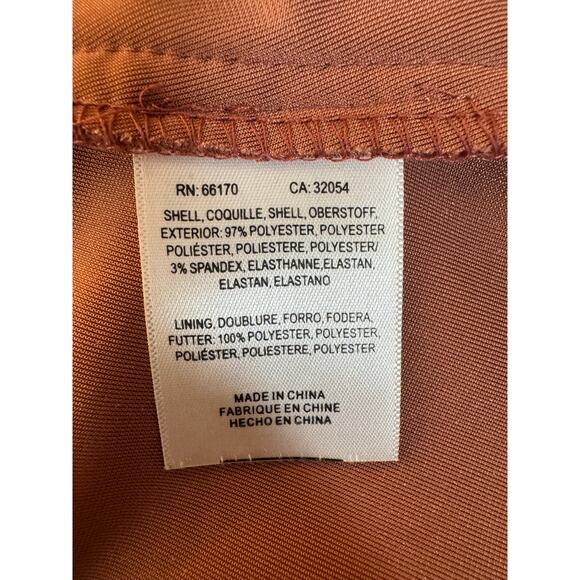 RN: 66170 CA: 32054
SHELL, COQUILLE, SHELL, OBERSTOFF,
EXTERIOR: 97% POLYESTER, POLYESTER
POLIÉSTER, POLIESTERE, POLYESTER/
3% SPANDEX, ELASTHANNE,ELASTAN,
ELASTAN, ELASTANO
LINING, DOUBLURE, FORRO, FODERA,
FUTTER: 100% POLYESTER, POLYESTER,
POLIÉSTER, POLIESTERE, POLYESTER
MADE IN CHINA
FABRIQUE EN CHINE
HECHO EN CHINA